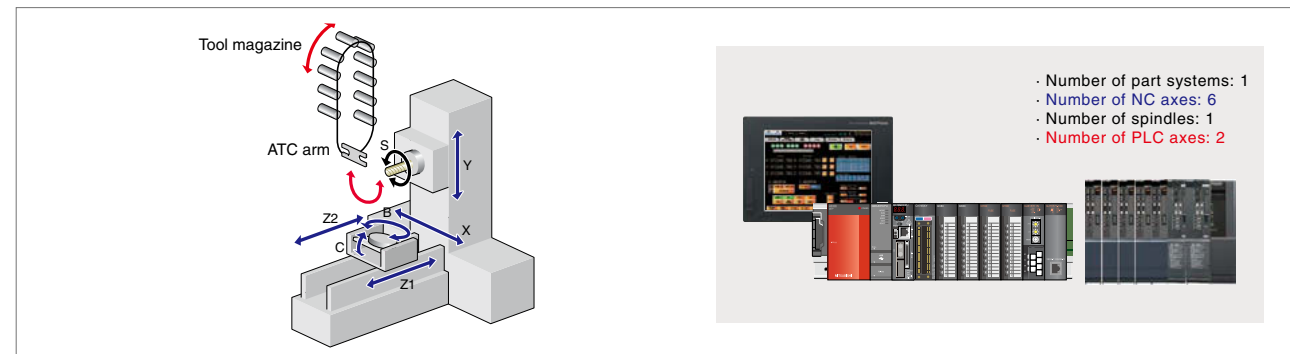 Tool magazine
ATC arm
S
Y
Z2
B
X
C
Z1
· Number of part systems: 1
· Number of NC axes: 6
· Number of spindles: 1
· Number of PLC axes: 2